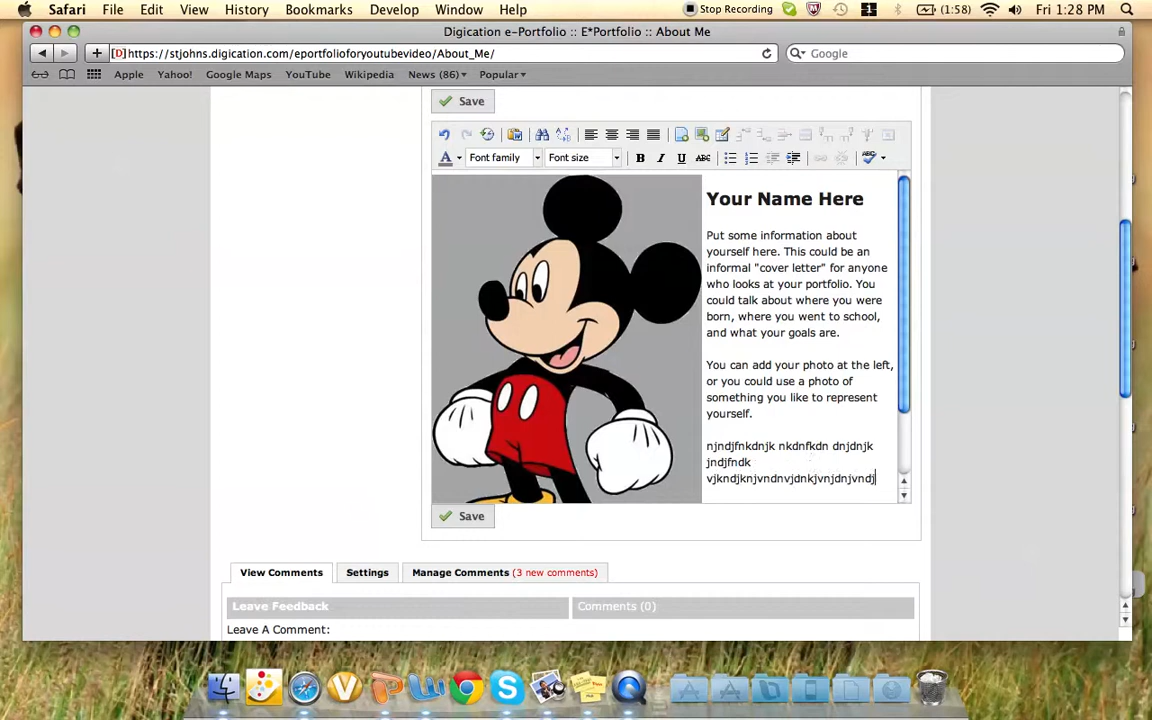 Safari File Edit View History Bookmarks Develop Window Help Stop Recording (1:58) Fri 1:28 PM
Digication e-Portfolio :: E*Portfolio :: About Me
[D] https://stjohns.digication.com/eportfolioforyoutubevideo/About_Me/ Google
Apple Yahoo! Google Maps YouTube Wikipedia News (86) Popular
Save
A Font family Font size B I U ABC ABC
Your Name Here
Put some information about
yourself here. This could be an
informal "cover letter" for anyone
who looks at your portfolio. You
could talk about where you were
born, where you went to school,
and what your goals are.
You can add your photo at the left,
or you could use a photo of
something you like to represent
yourself.
njndjfnkdnjk nkdnfkdn dnjdnjk
jndjfndk
vjkndjknjvndnvjdnkjvnjdnjvndj
Save
View Comments Settings Manage Comments (3 new comments)
Leave Feedback Comments (0)
Leave A Comment: